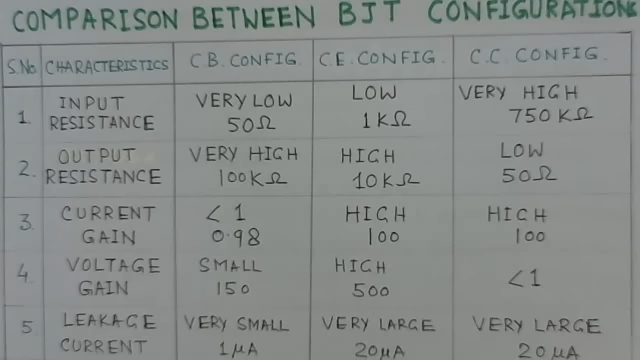 COMPARISON BETWEEN BJT CONFIGURATIONS
S.No. CHARACTERISTICS C.B. CONFIG. C.E. CONFIG. C.C. CONFIG.
1. INPUT RESISTANCE VERY LOW 50Ω LOW 1KΩ VERY HIGH 750KΩ
2. OUTPUT RESISTANCE VERY HIGH 100KΩ HIGH 10KΩ LOW 50Ω
3. CURRENT GAIN <1 0.98 HIGH 100 HIGH 100
4. VOLTAGE GAIN SMALL 150 HIGH 500 <1
5 LEAKAGE CURRENT VERY SMALL 1μA VERY LARGE 20μA VERY LARGE 20μA